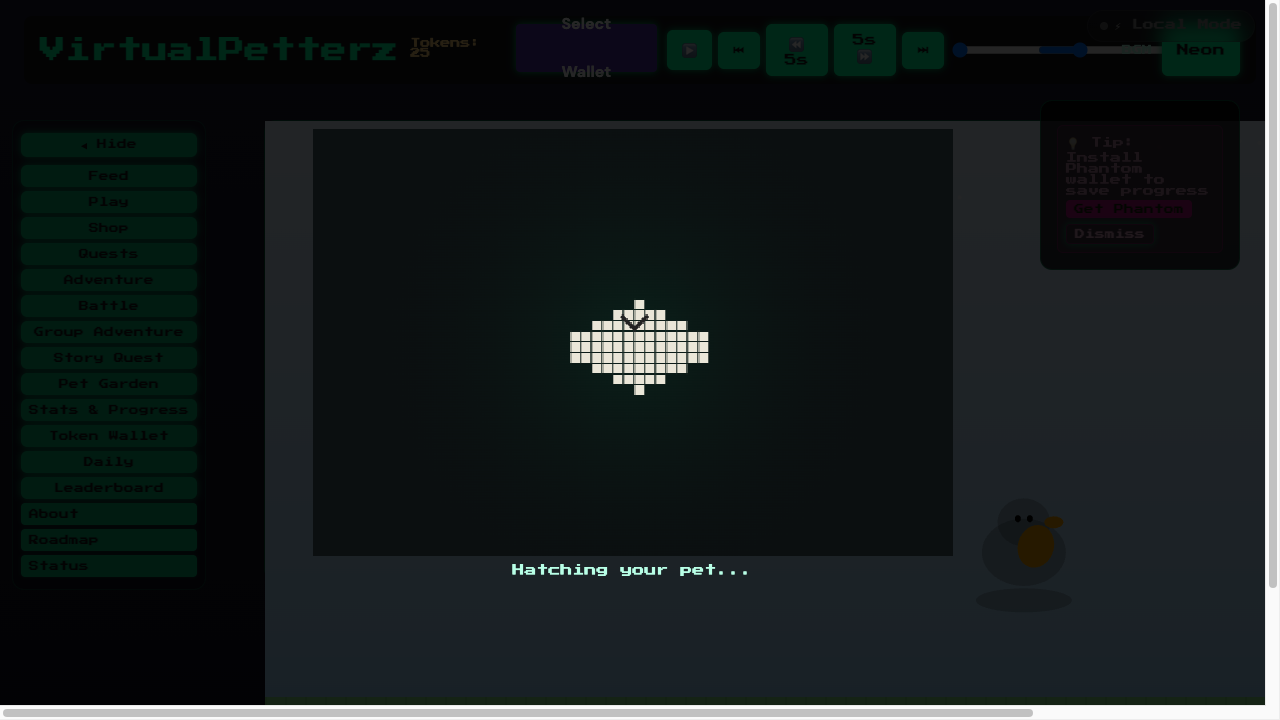 VirtualPetterz
Tokens:
25
Select
Wallet
5s
5s
Local Mode
Neon
Hide
Feed
Play
Shop
Quests
Adventure
Battle
Group Adventure
Story Quest
Pet Garden
Stats & Progress
Token Wallet
Daily
Leaderboard
About
Roadmap
Status
Tip:
Install
Phantom
wallet to
save progress
Get Phantom
Dismiss
Hatching your pet...